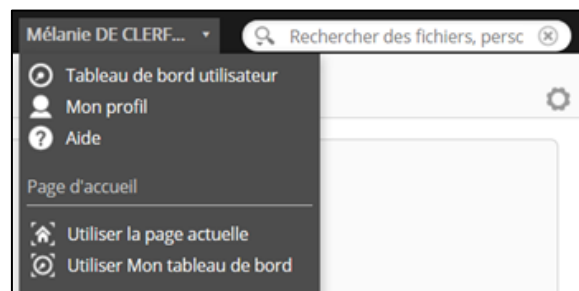 Mélanie DE CLERF...
Rechercher des fichiers, persc
Tableau de bord utilisateur
Mon profil
Aide
Page d'accueil
Utiliser la page actuelle
Utiliser Mon tableau de bord